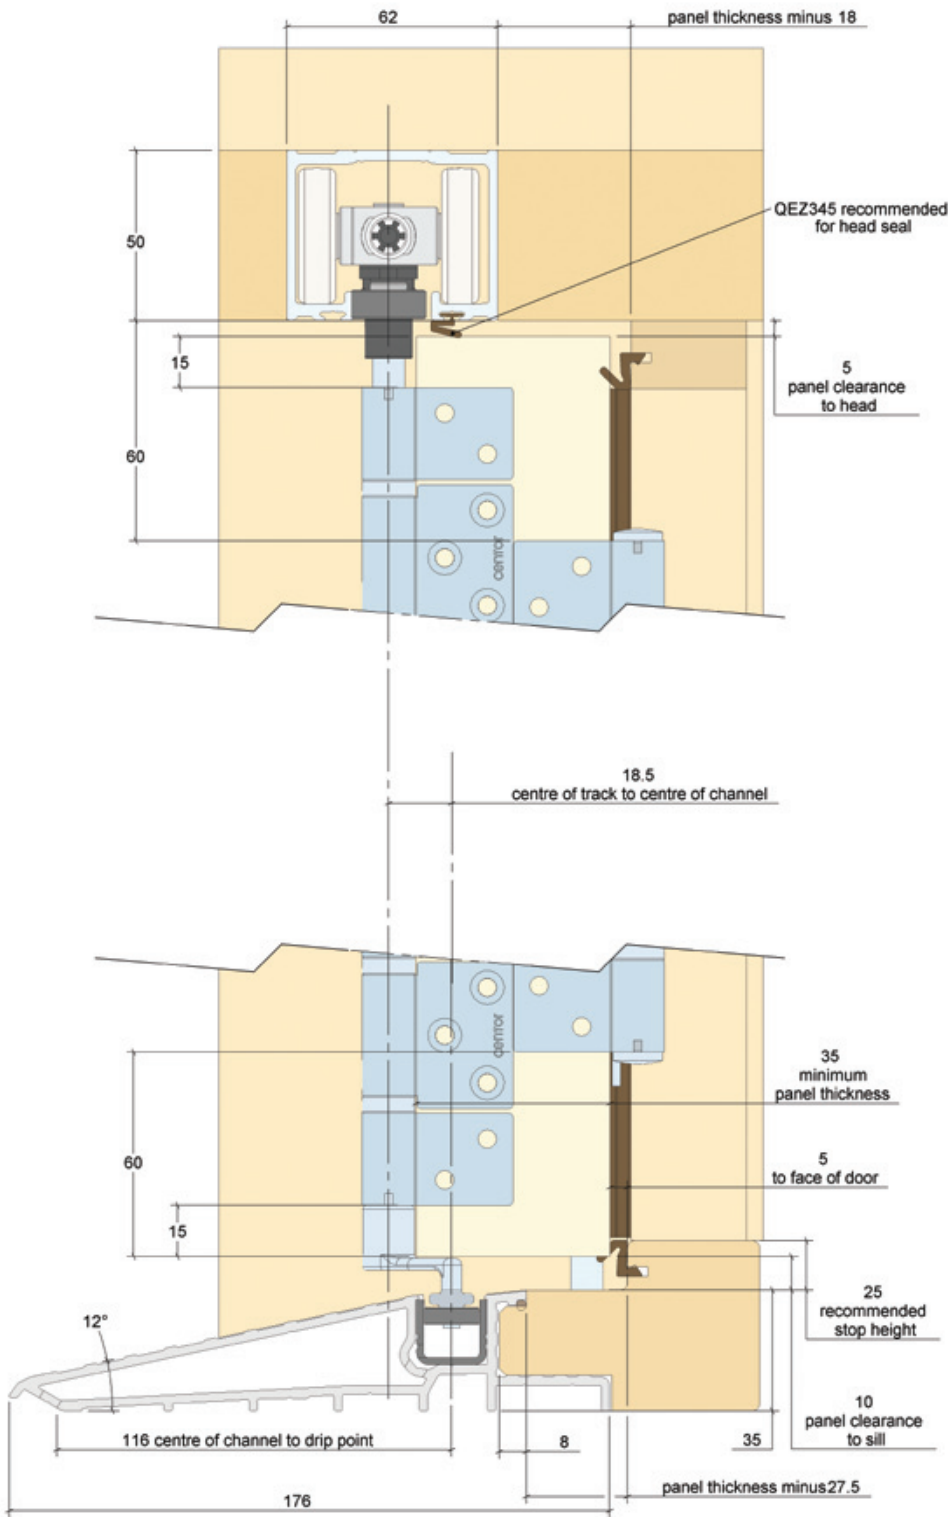 62
panel thickness minus 18
50
QEZ345 recommended
for head seal
15
5
panel clearance
to head
60
centor
18.5
centre of track to centre of channel
centor
35
minimum
panel thickness
60
5
to face of door
15
25
recommended
stop height
12°
10
panel clearance
to sill
116 centre of channel to drip point
8
35
panel thickness minus27.5
176